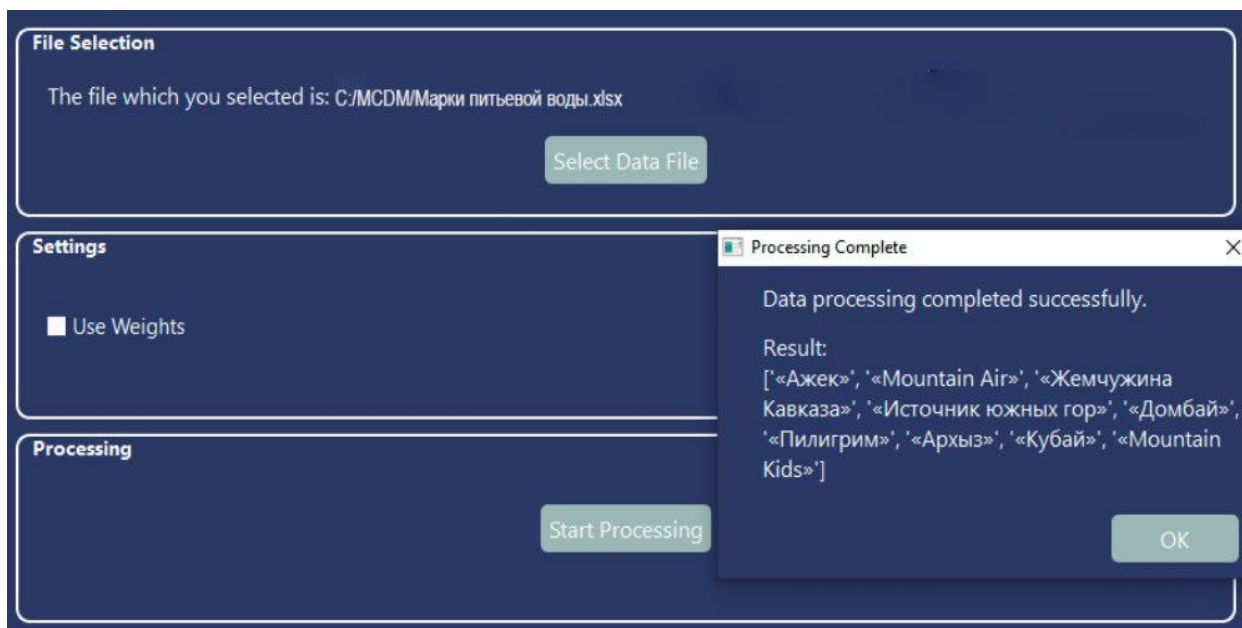 File Selection
The file which you selected is: C:/MCDM/Марки питьевой воды.xlsx
Select Data File
Settings
Use Weights
Processing
Start Processing
Processing Complete
Data processing completed successfully.
Result:
['«Ажек»', '«Mountain Air»', '«Жемчужина
Кавказа»', '«Источник южных гор»', '«Домбай»',
'«Пилигрим»', '«Архыз»', '«Кубай»', '«Mountain
Kids»']
OK